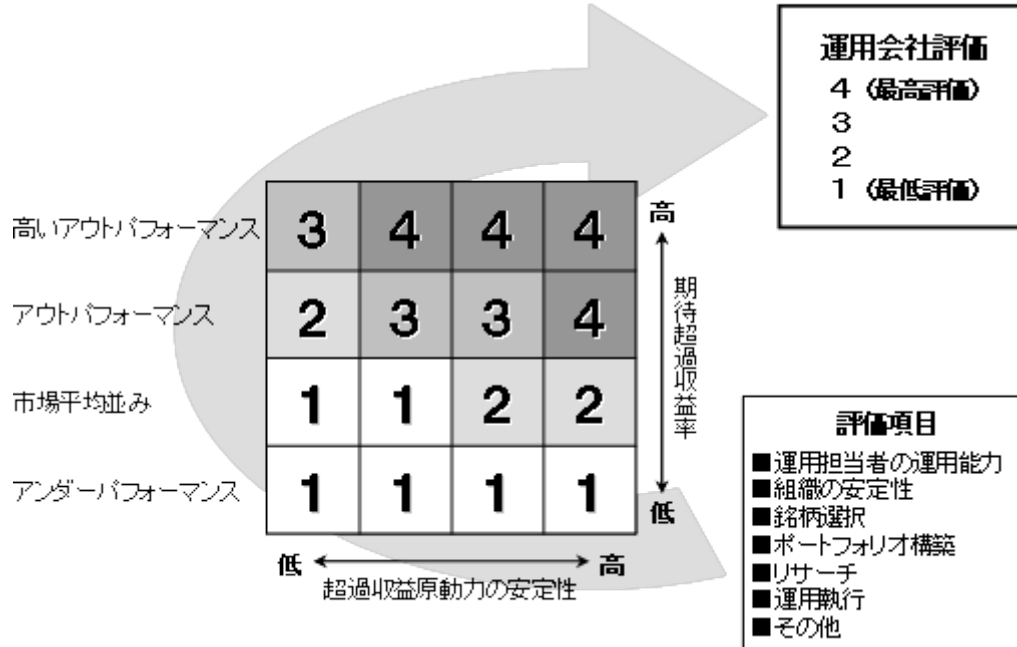 運用会社評価
4 (最高評価)
3
2
1 (最低評価)
高いアウトパフォーマンス 3 4 4 4
アウトパフォーマンス 2 3 3 4
市場平均並み 1 1 2 2
アンダーパフォーマンス 1 1 1 1
高
期待超過収益率
低
低 高
超過収益原動力の安定性
評価項目
■運用担当者の運用能力
■組織の安定性
■銘柄選択
■ポートフォリオ構築
■リサーチ
■運用執行
■その他